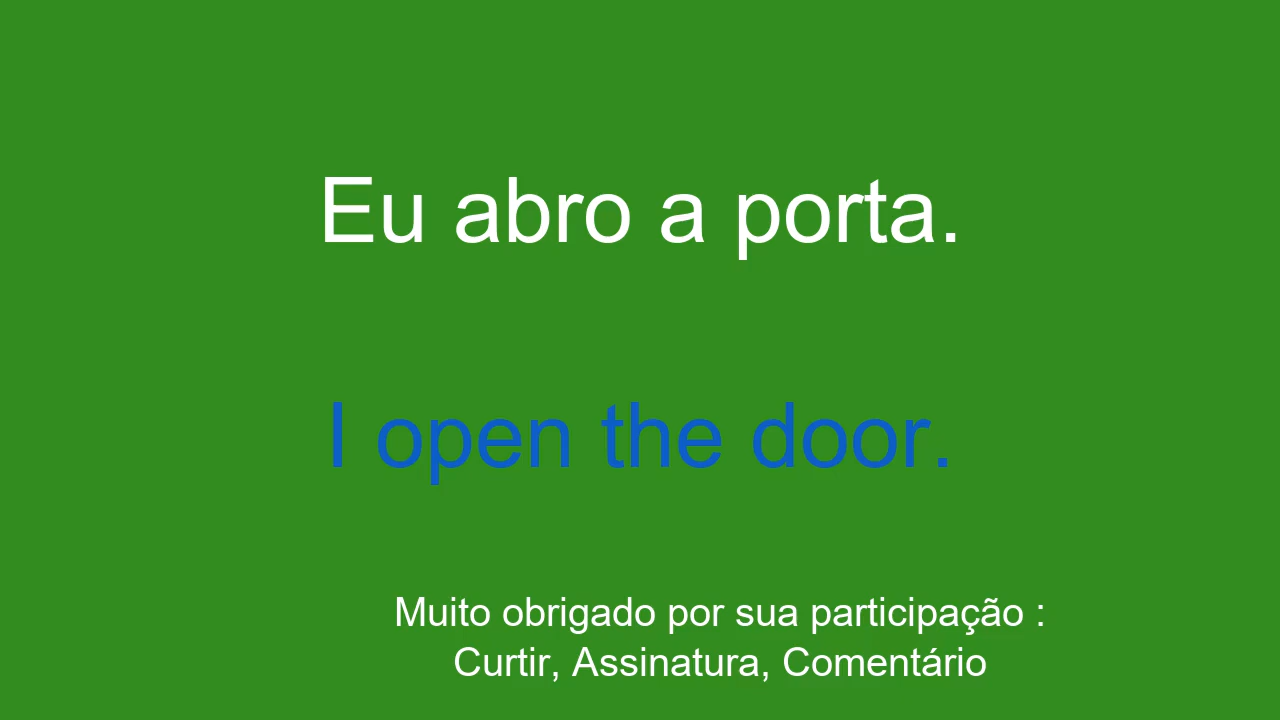 Eu abro a porta.
I open the door.
Muito obrigado por sua participação :
Curtir, Assinatura, Comentário